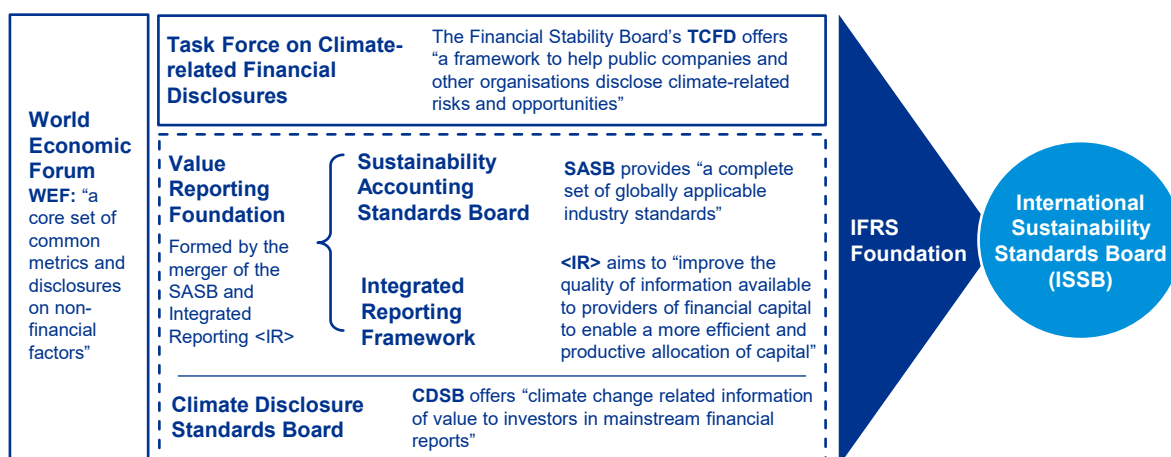 World
Economic
Forum
WEF: “a
core set of
common
metrics and
disclosures
on non-
financial
factors”
Task Force on Climate-
related Financial
Disclosures
The Financial Stability Board’s TCFD offers
“a framework to help public companies and
other organisations disclose climate-related
risks and opportunities”
Value
Reporting
Foundation
Formed by the
merger of the
SASB and
Integrated
Reporting <IR>
Sustainability
Accounting
Standards Board
SASB provides “a complete
set of globally applicable
industry standards”
Integrated
Reporting
Framework
<IR> aims to “improve the
quality of information available
to providers of financial capital
to enable a more efficient and
productive allocation of capital”
Climate Disclosure
Standards Board
CDSB offers “climate change related information
of value to investors in mainstream financial
reports”
IFRS
Foundation
International
Sustainability
Standards Board
(ISSB)